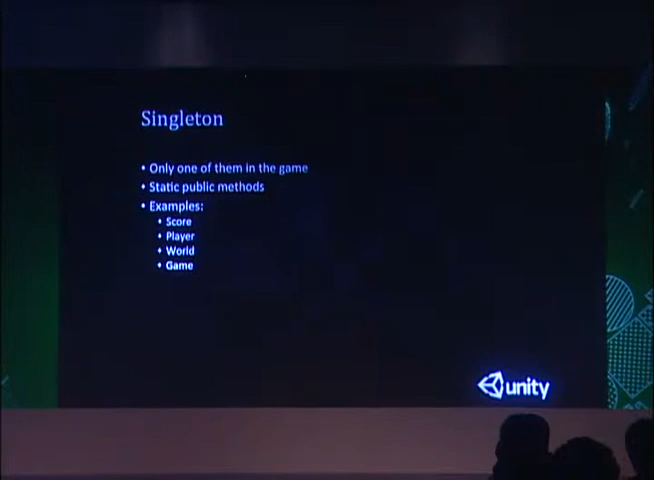 Singleton
• Only one of them in the game
• Static public methods
• Examples:
• Score
• Player
• World
• Game
unity